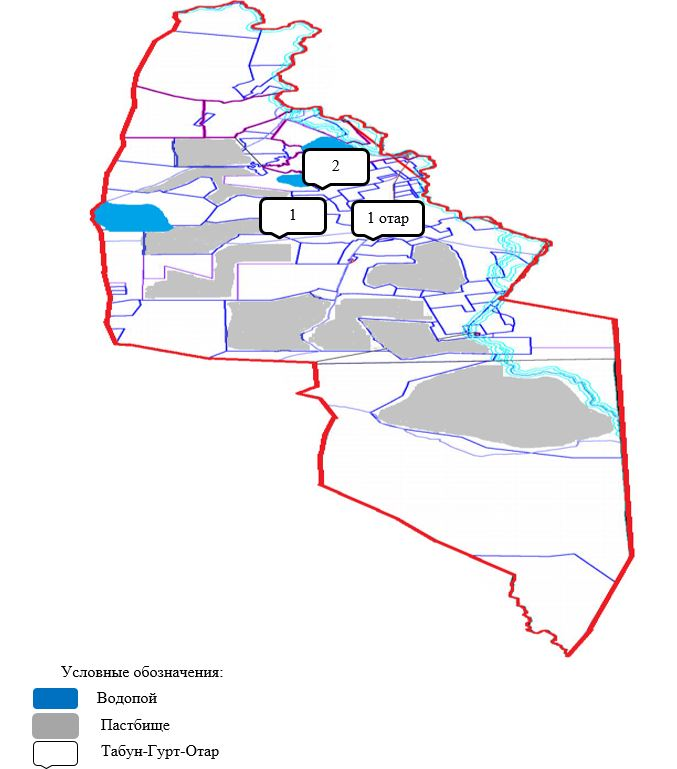 2
1
1 отар
Условные обозначения:
Водопой
Пастбище
Табун-Гурт-Отар